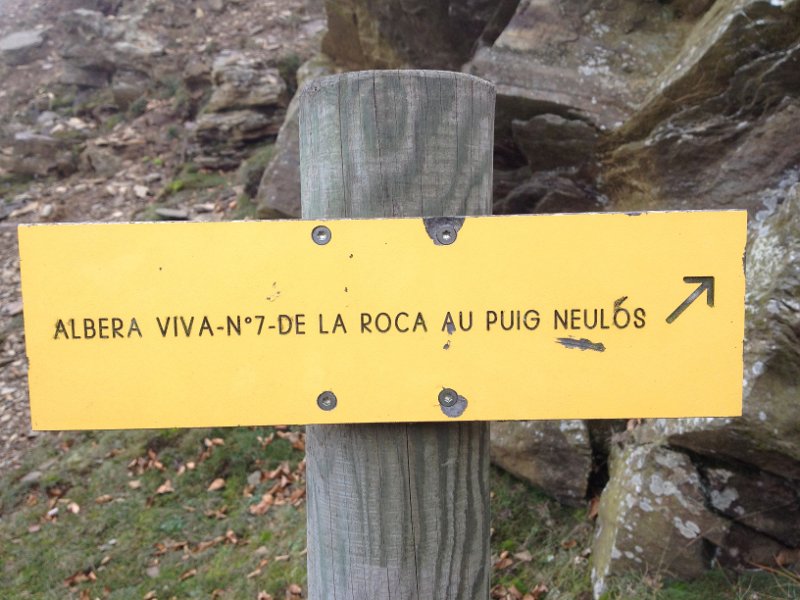 ALBERA VIVA-N°7-DE LA ROCA AU PUIG NEULÓS